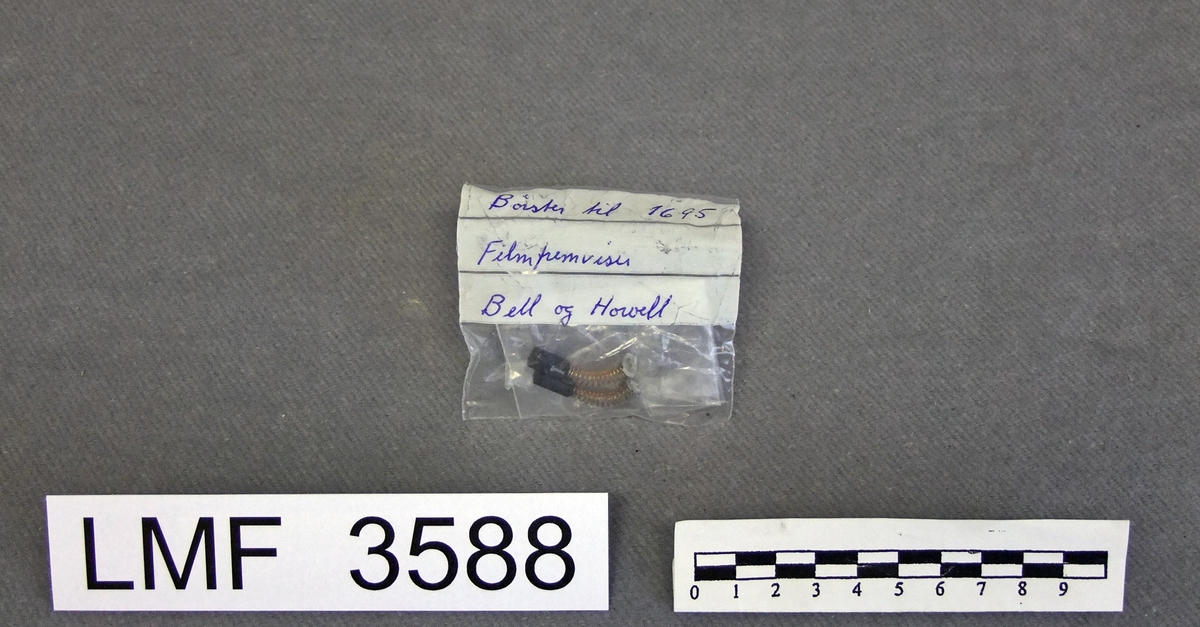 Børster til 1695
Filmfremviser
Bell og Howell
LMF 3588
0 1 2 3 4 5 6 7 8 9